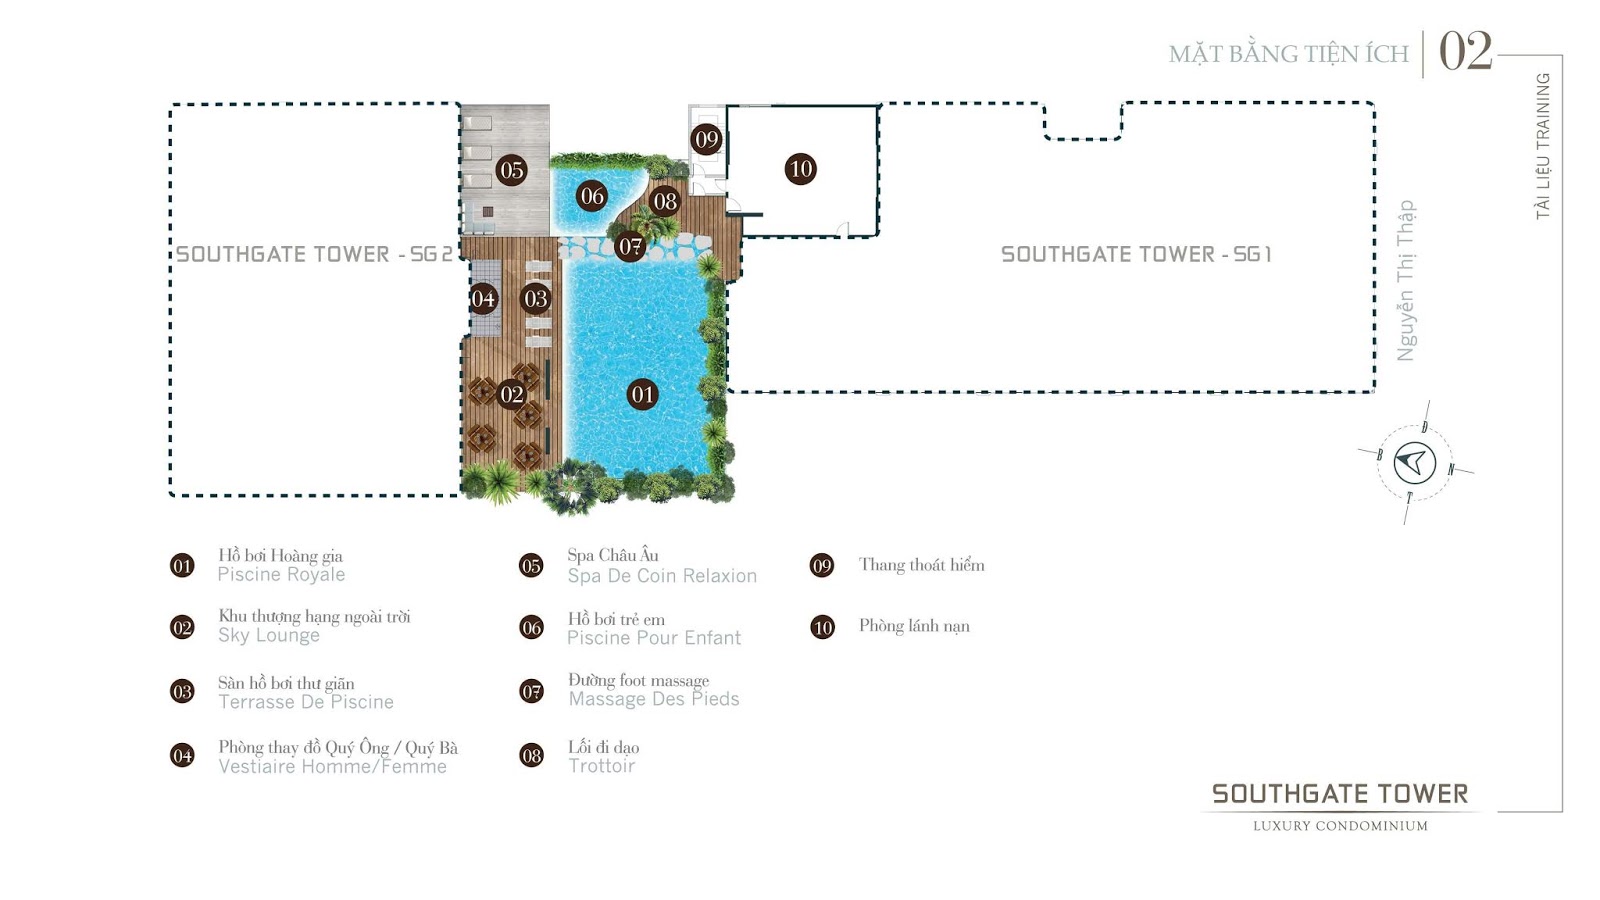 MẶT BẰNG TIỆN ÍCH 02
TÀI LIỆU TRAINING
09
10
05
06
08
SOUTHGATE TOWER - SG2
07
SOUTHGATE TOWER - SG1
Nguyễn Thị Thập
04
03
02
01
Đ
B
N
T
01 Hồ bơi Hoàng gia
Piscine Royale
02 Khu thượng hạng ngoài trời
Sky Lounge
03 Sàn hồ bơi thư giãn
Terrasse De Piscine
04 Phòng thay đồ Quý Ông / Quý Bà
Vestiaire Homme/Femme
05 Spa Châu Âu
Spa De Coin Relaxion
06 Hồ bơi trẻ em
Piscine Pour Enfant
07 Đường foot massage
Massage Des Pieds
08 Lối đi dạo
Trottoir
09 Thang thoát hiểm
10 Phòng lánh nạn
SOUTHGATE TOWER
LUXURY CONDOMINIUM